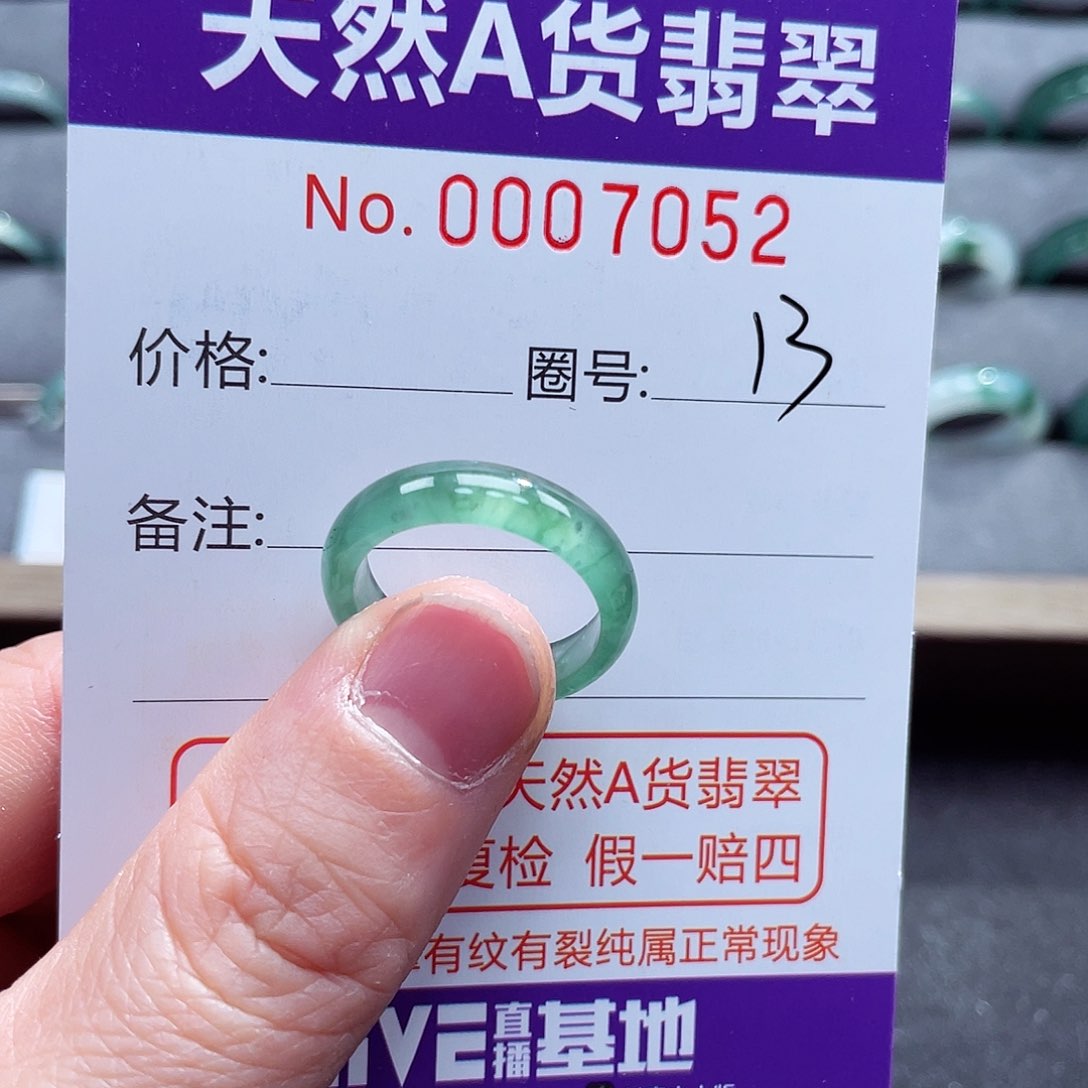 天然A货翡翠
No. 0007052
价格: 圈号: 13
备注:
天然A货翡翠
复检 假一赔四
有纹有裂纯属正常现象
直播基地